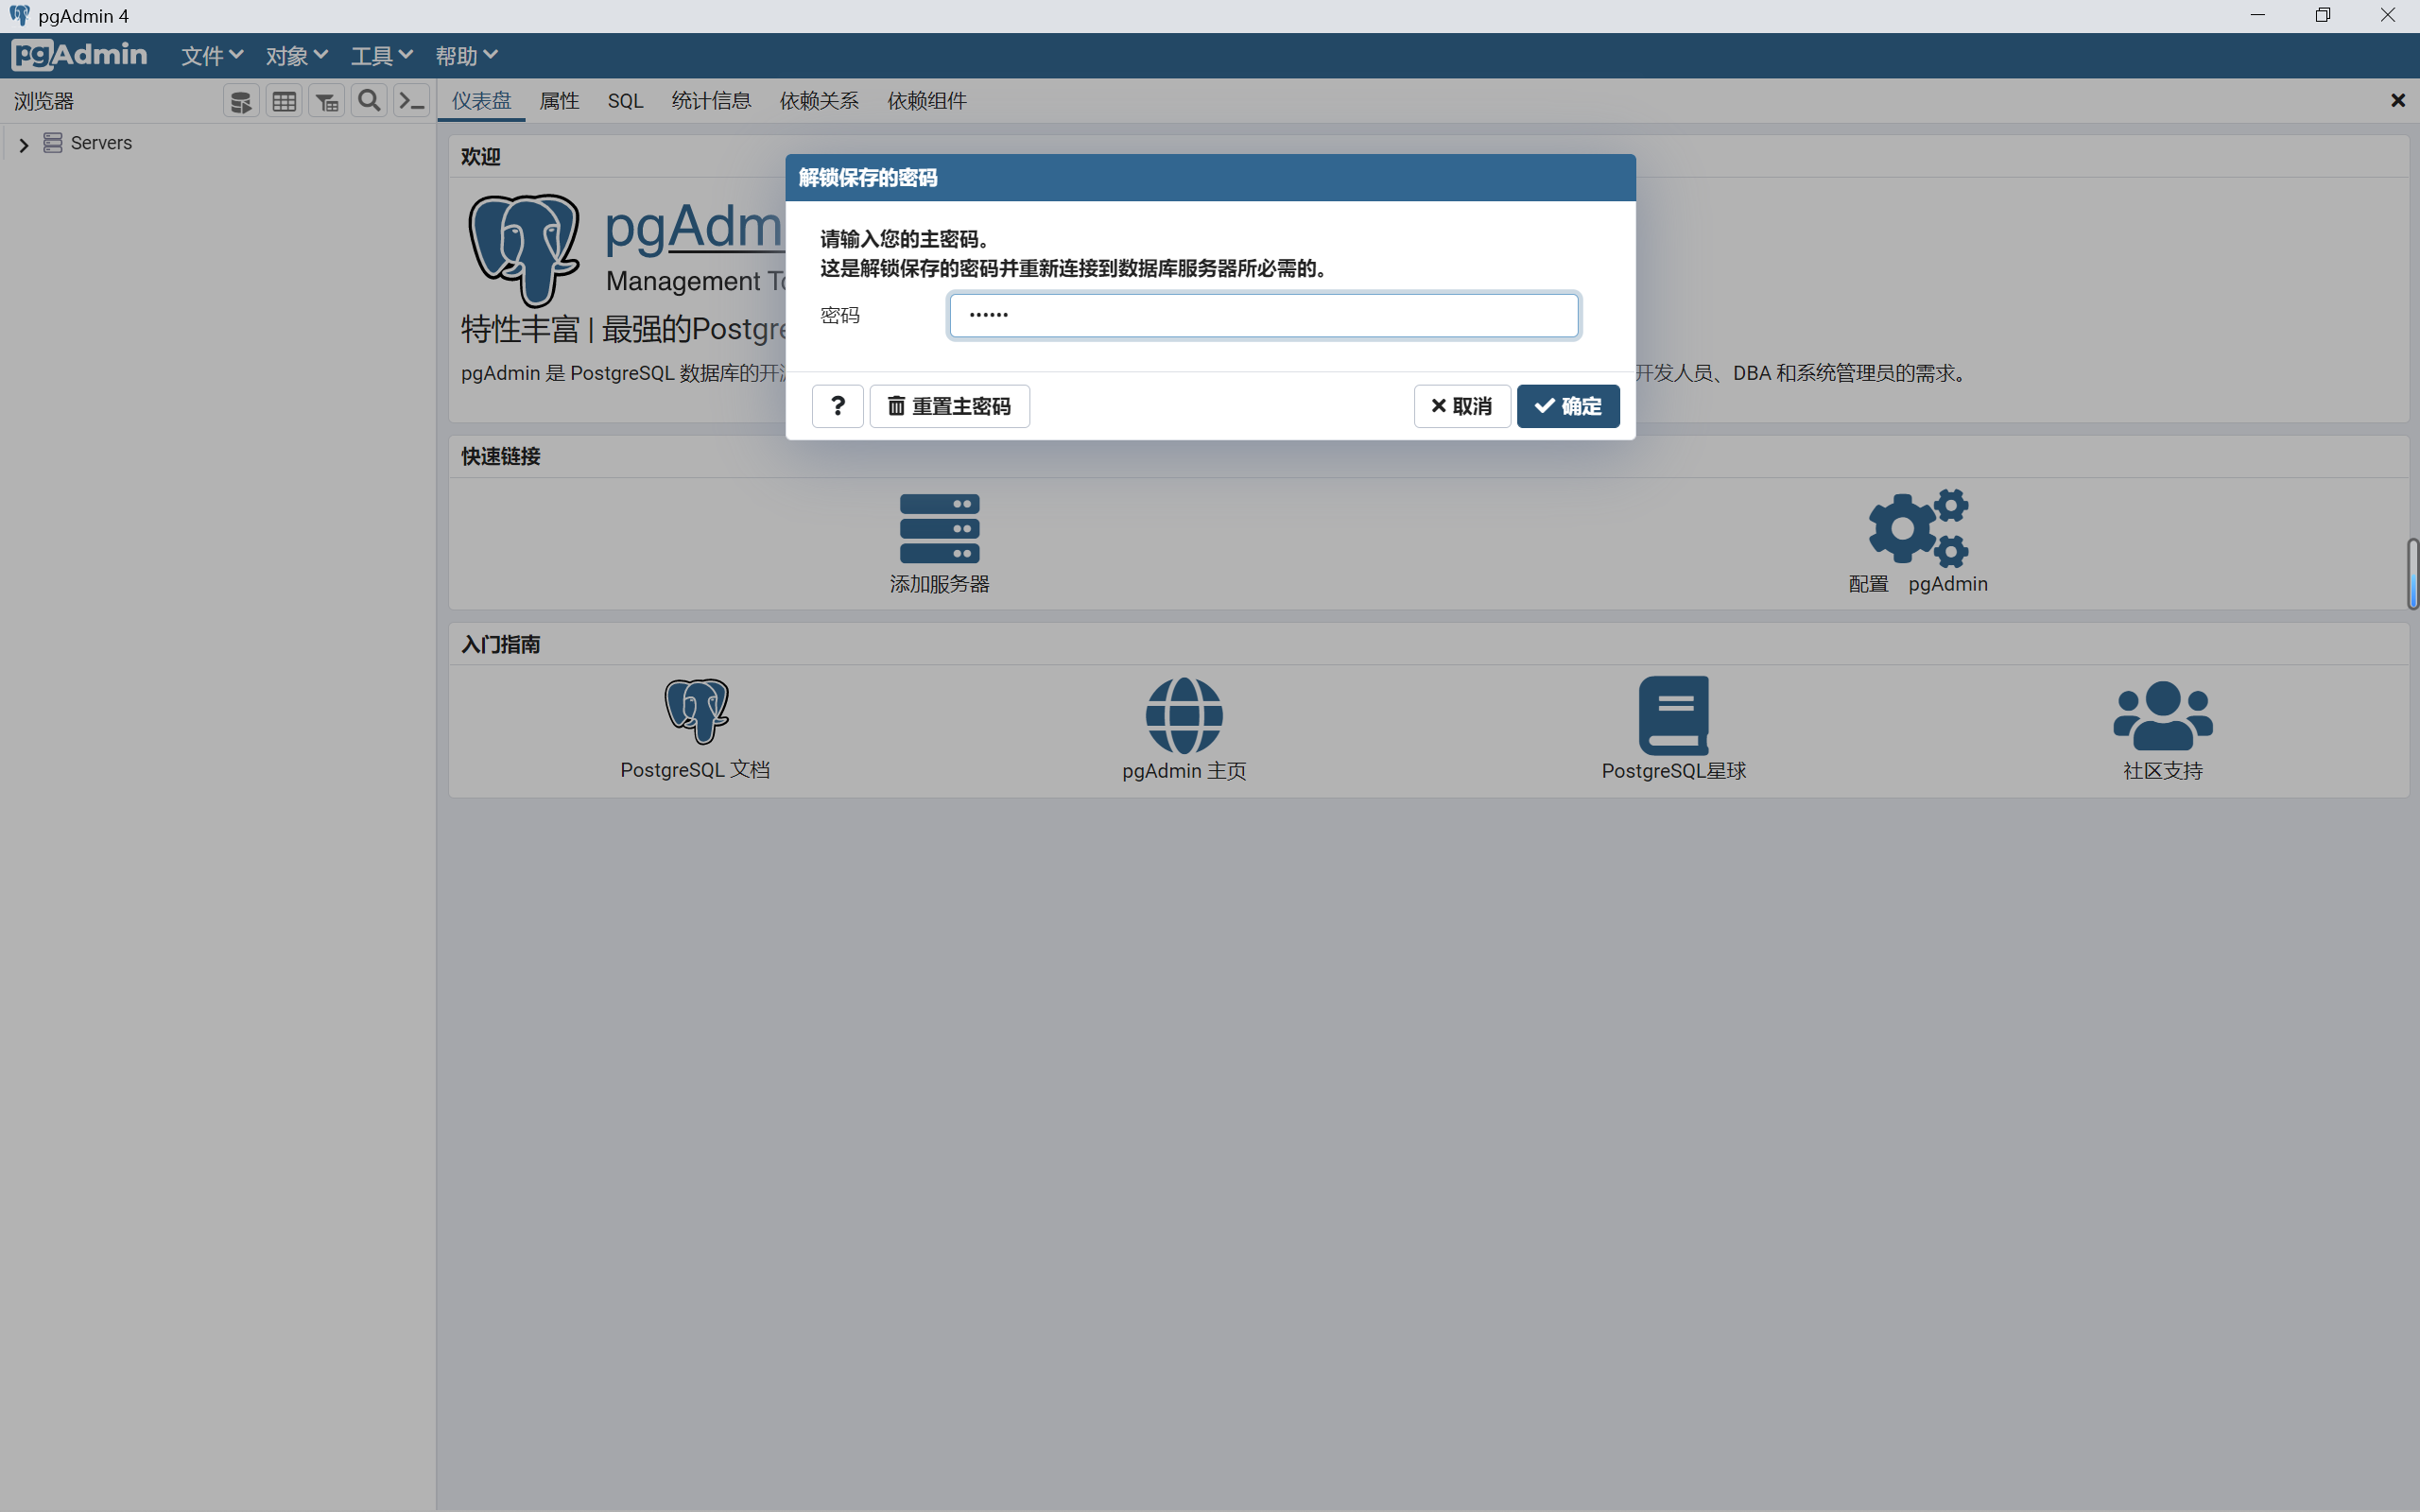 pgAdmin 4
pgAdmin 文件 对象 工具 帮助
浏览器
仪表盘 属性 SQL 统计信息 依赖关系 依赖组件
Servers
欢迎
pgAdm
Management
特性丰富 | 最强的Postgre
pgAdmin 是 PostgreSQL 数据库的开
开发人员、DBA 和系统管理员的需求。
解锁保存的密码
请输入您的主密码。
这是解锁保存的密码并重新连接到数据库服务器所必需的。
密码 ••••••
? 重置主密码 取消 确定
快速链接
添加服务器
配置 pgAdmin
入门指南
PostgreSQL 文档
pgAdmin 主页
PostgreSQL星球
社区支持